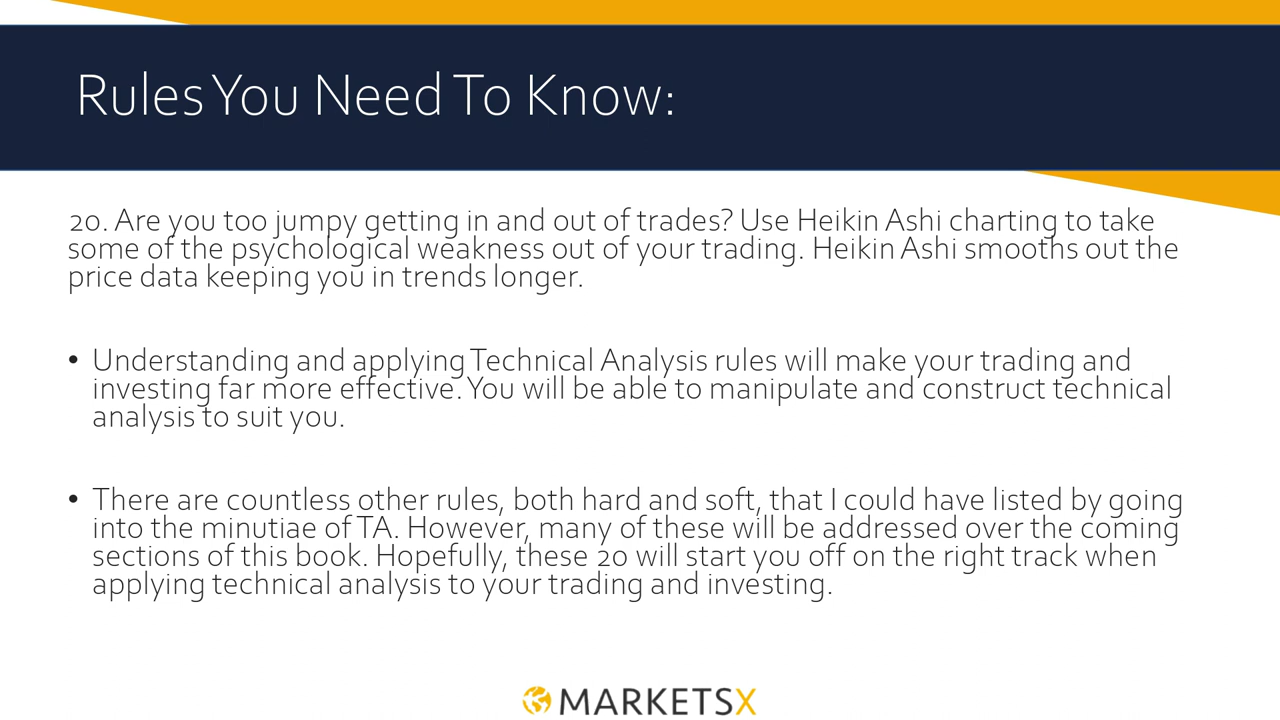 Rules You Need To Know:
20. Are you too jumpy getting in and out of trades? Use Heikin Ashi charting to take
some of the psychological weakness out of your trading. Heikin Ashi smooths out the
price data keeping you in trends longer.
• Understanding and applying Technical Analysis rules will make your trading and
investing far more effective. You will be able to manipulate and construct technical
analysis to suit you.
• There are countless other rules, both hard and soft, that I could have listed by going
into the minutiae of TA. However, many of these will be addressed over the coming
sections of this book. Hopefully, these 20 will start you off on the right track when
applying technical analysis to your trading and investing.
MARKETSX